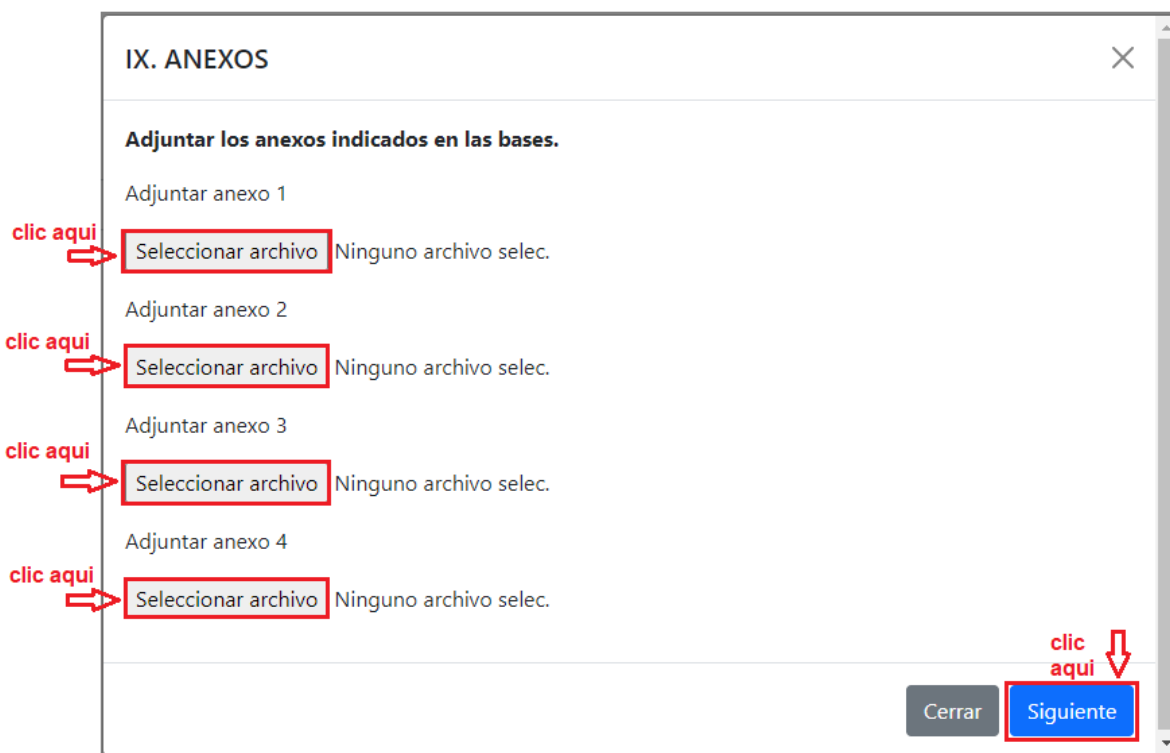 IX. ANEXOS
Adjuntar los anexos indicados en las bases.
Adjuntar anexo 1
clic aqui
Seleccionar archivo Ninguno archivo selec.
Adjuntar anexo 2
clic aqui
Seleccionar archivo Ninguno archivo selec.
Adjuntar anexo 3
clic aqui
Seleccionar archivo Ninguno archivo selec.
Adjuntar anexo 4
clic aqui
Seleccionar archivo Ninguno archivo selec.
clic
aqui
Cerrar Siguiente